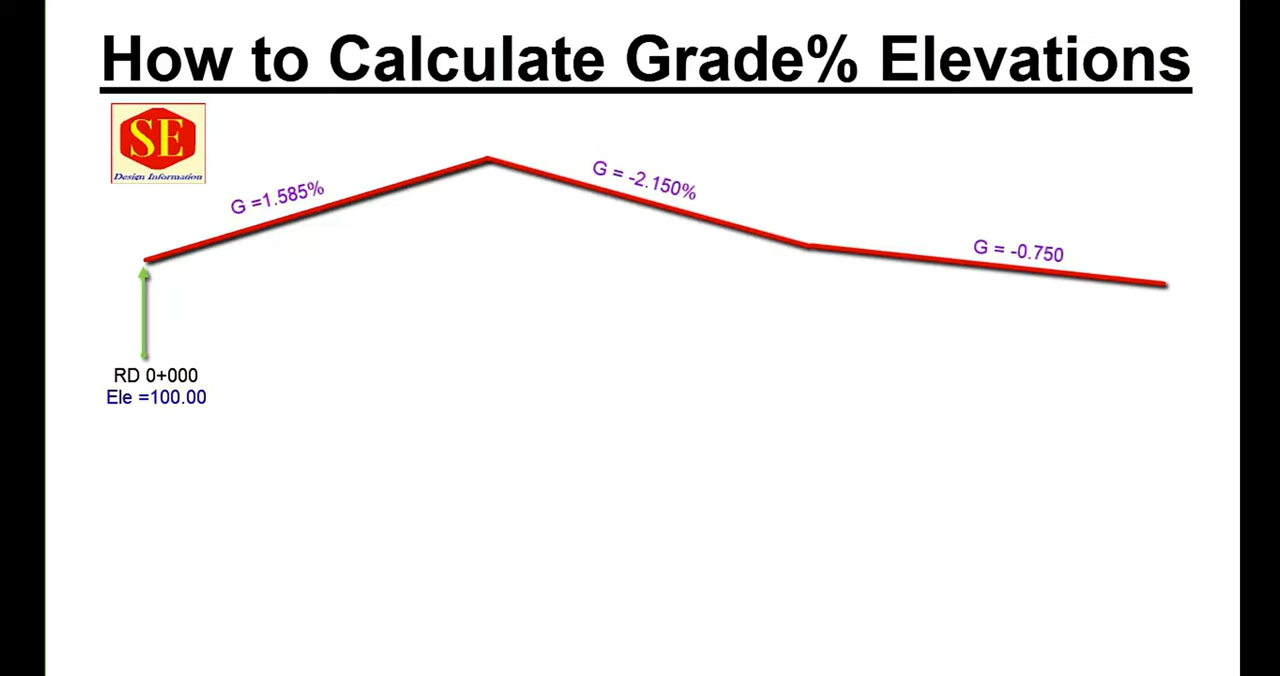 How to Calculate Grade% Elevations
SE
Design Information
G =1.585%
G = -2.150%
G = -0.750
RD 0+000
Ele =100.00